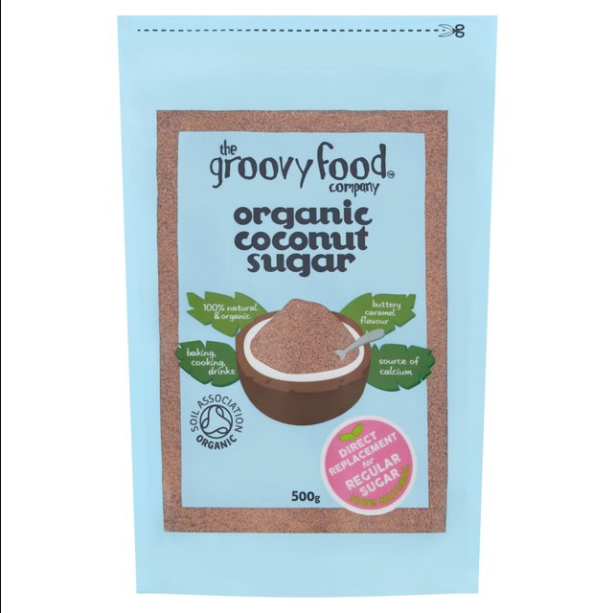 the
groovy food
company
organic
coconut
sugar
100% natural
& organic
buttery
caramel
flavour
baking,
cooking,
drinks
source of
calcium
SOIL ASSOCIATION
ORGANIC
DIRECT
REPLACEMENT
for
REGULAR
SUGAR
500g